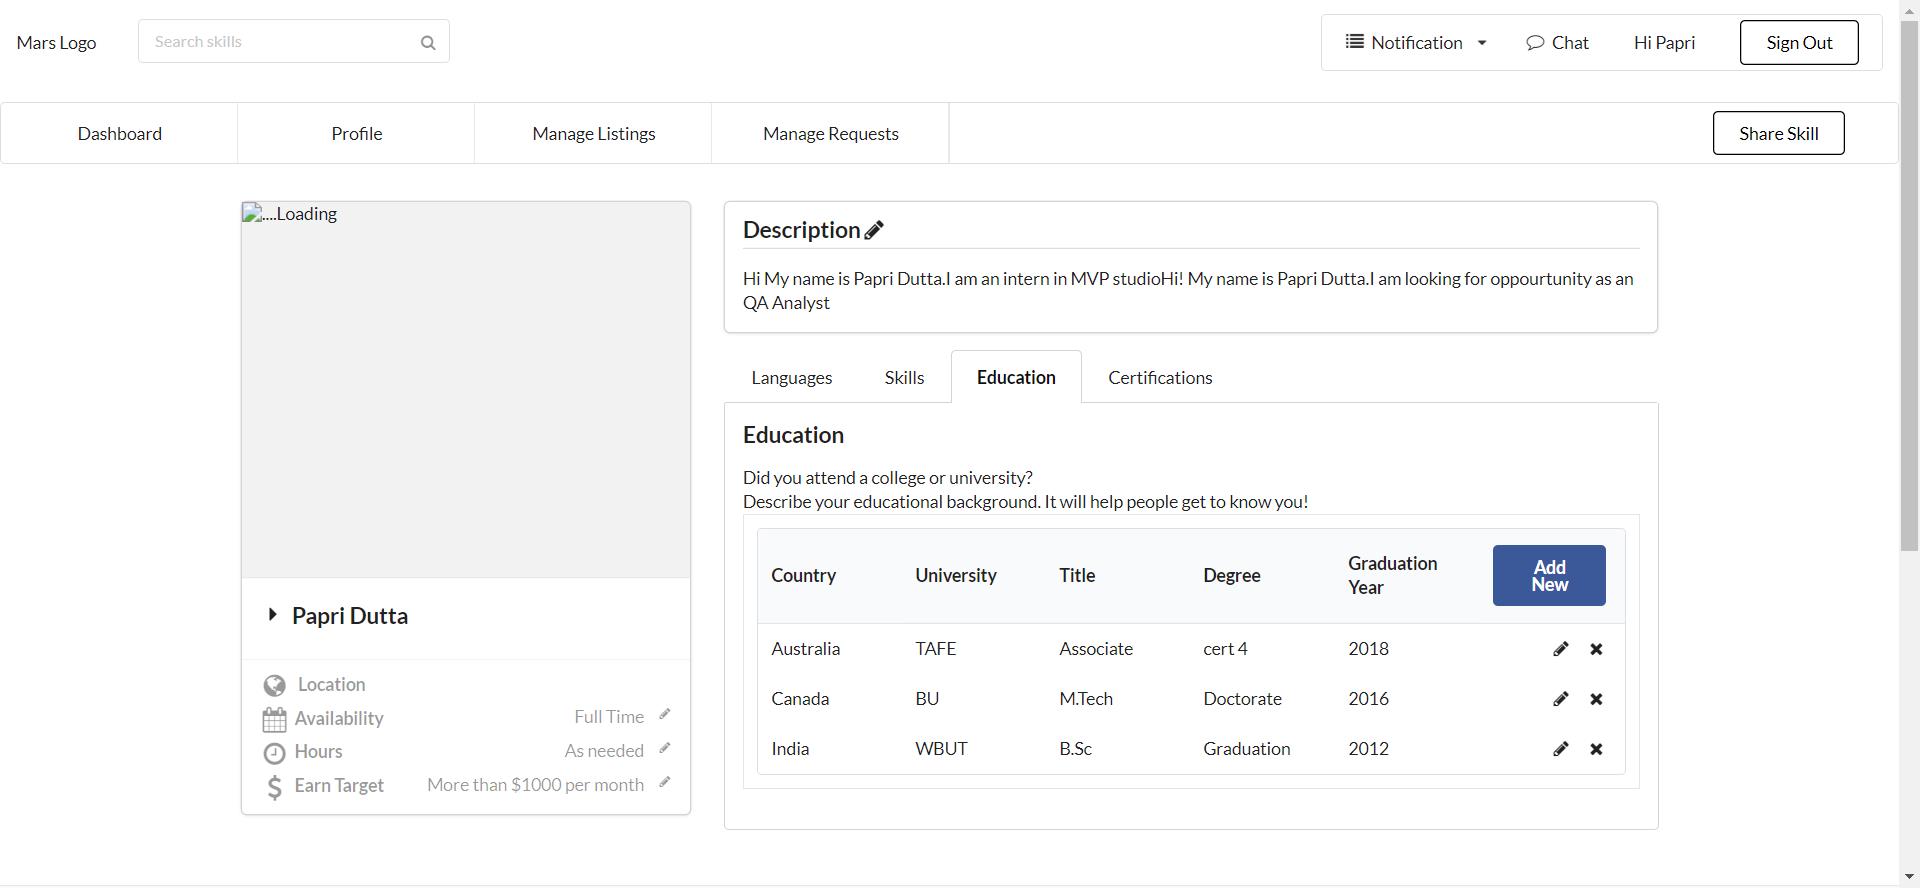 Mars Logo
Search skills
Notification
Chat
Hi Papri
Sign Out
Dashboard
Profile
Manage Listings
Manage Requests
Share Skill
....Loading
Papri Dutta
Location
Availability
Full Time
Hours
As needed
Earn Target
More than $1000 per month
Description
Hi My name is Papri Dutta.I am an intern in MVP studioHi! My name is Papri Dutta.I am looking for oppourtunity as an
QA Analyst
Languages
Skills
Education
Certifications
Education
Did you attend a college or university?
Describe your educational background. It will help people get to know you!
Country
University
Title
Degree
Graduation
Year
Add
New
Australia
TAFE
Associate
cert 4
2018
Canada
BU
M.Tech
Doctorate
2016
India
WBUT
B.Sc
Graduation
2012